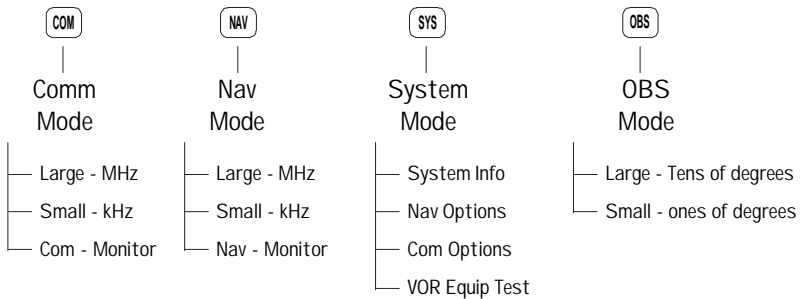 COM
Comm
Mode
Large - MHz
Small - kHz
Com - Monitor
NAV
Nav
Mode
Large - MHz
Small - kHz
Nav - Monitor
SYS
System
Mode
System Info
Nav Options
Com Options
VOR Equip Test
OBS
OBS
Mode
Large - Tens of degrees
Small - ones of degrees